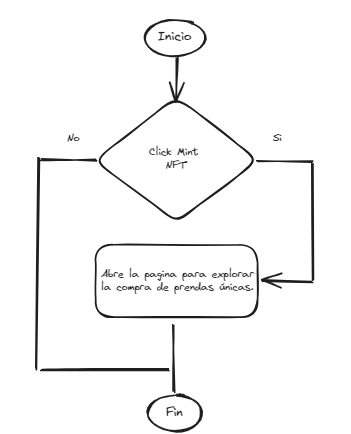 Inicio
No
Si
Click Mint
NFT
Abre la pagina para explorar
la compra de prendas únicas.
Fin